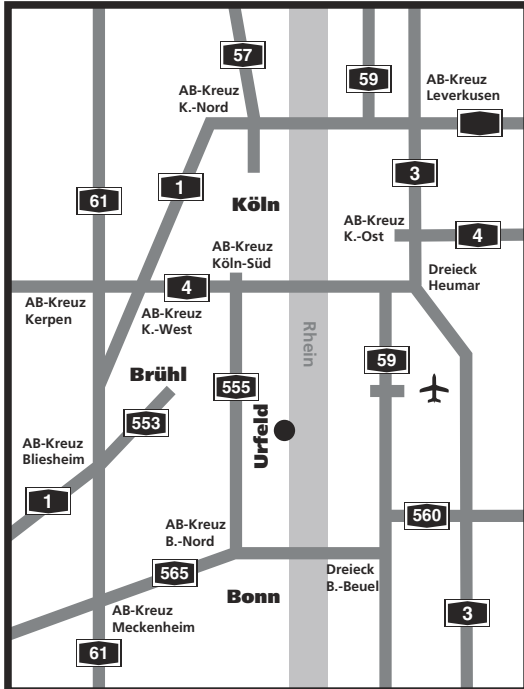 57
59
AB-Kreuz
K.-Nord
AB-Kreuz
Leverkusen
61
1
3
Köln
AB-Kreuz
K.-Ost
4
AB-Kreuz
Köln-Süd
Dreieck
Heumar
4
AB-Kreuz
Kerpen
AB-Kreuz
K.-West
Rhein
59
Brühl
555
553
Urfeld
AB-Kreuz
Bliesheim
1
560
AB-Kreuz
B.-Nord
565
Dreieck
B.-Beuel
Bonn
AB-Kreuz
Meckenheim
3
61